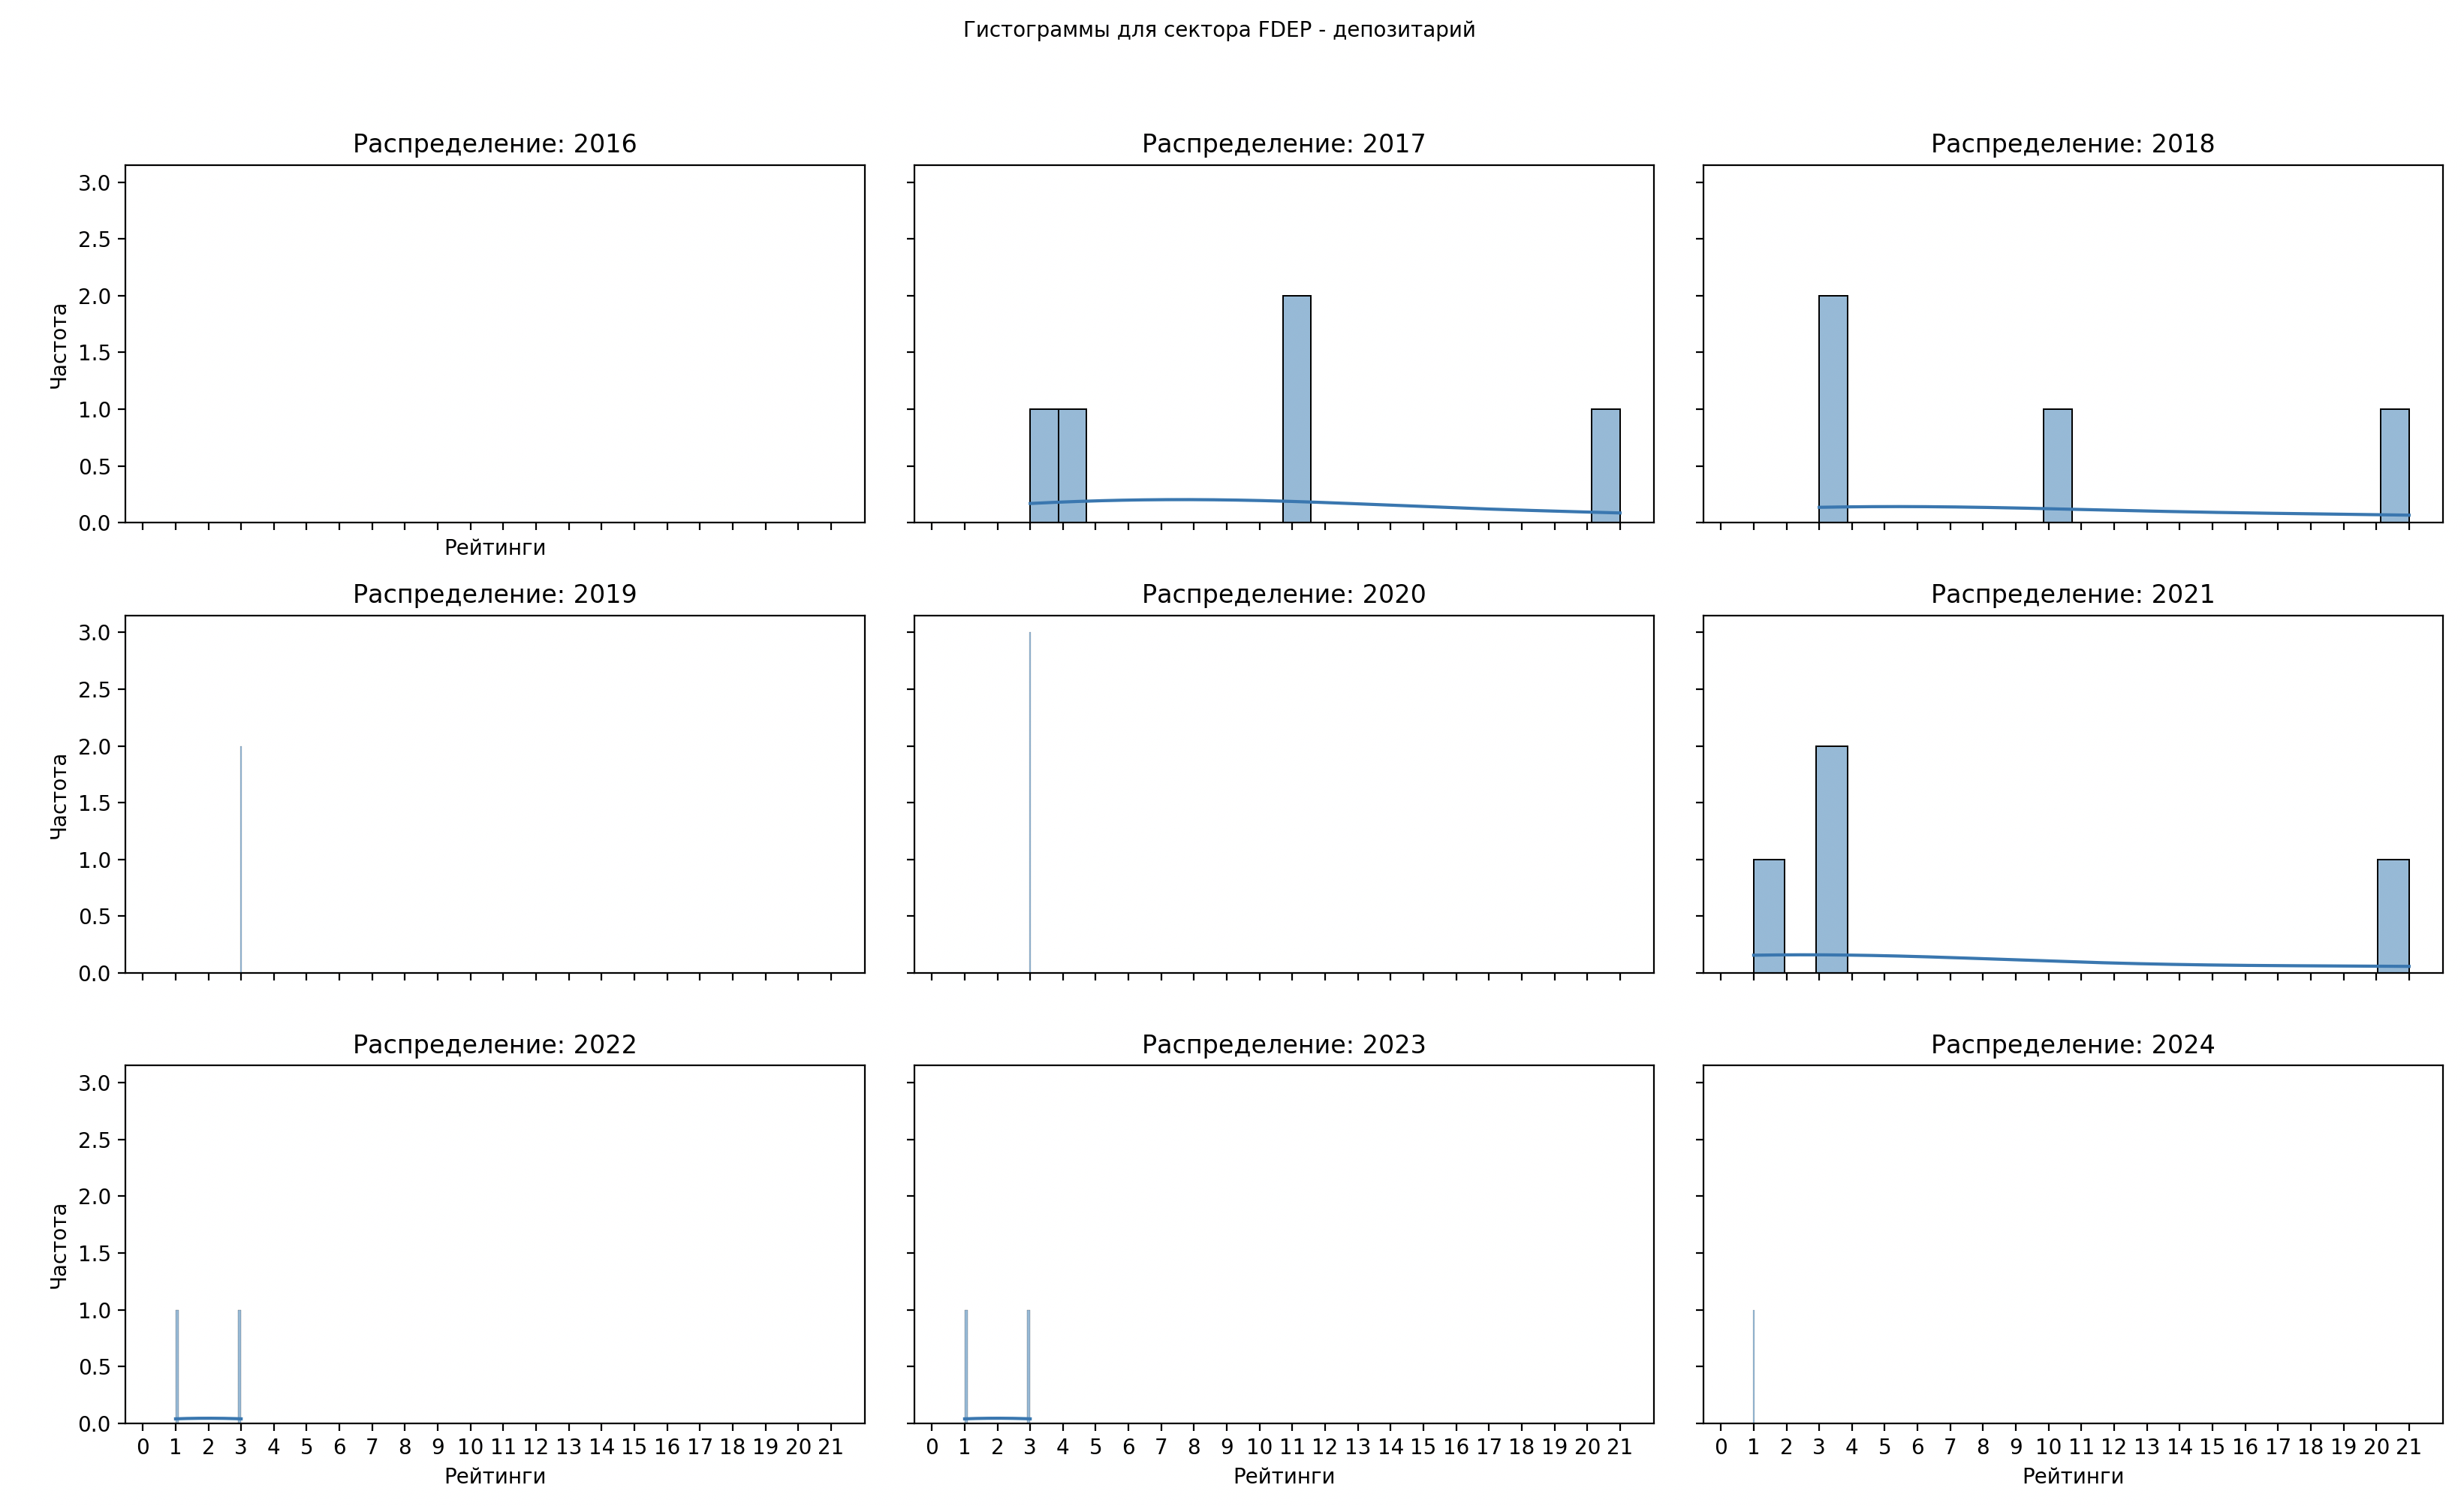 Гистограммы для сектора FDEP - депозитарий
Распределение: 2016
Распределение: 2017
Распределение: 2018
3.0
2.5
2.0
1.5
1.0
0.5
0.0
Частота
Рейтинги
Распределение: 2019
Распределение: 2020
Распределение: 2021
3.0
2.5
2.0
1.5
1.0
0.5
0.0
Частота
Распределение: 2022
Распределение: 2023
Распределение: 2024
3.0
2.5
2.0
1.5
1.0
0.5
0.0
Частота
0 1 2 3 4 5 6 7 8 9 10 11 12 13 14 15 16 17 18 19 20 21
0 1 2 3 4 5 6 7 8 9 10 11 12 13 14 15 16 17 18 19 20 21
0 1 2 3 4 5 6 7 8 9 10 11 12 13 14 15 16 17 18 19 20 21
Рейтинги
Рейтинги
Рейтинги